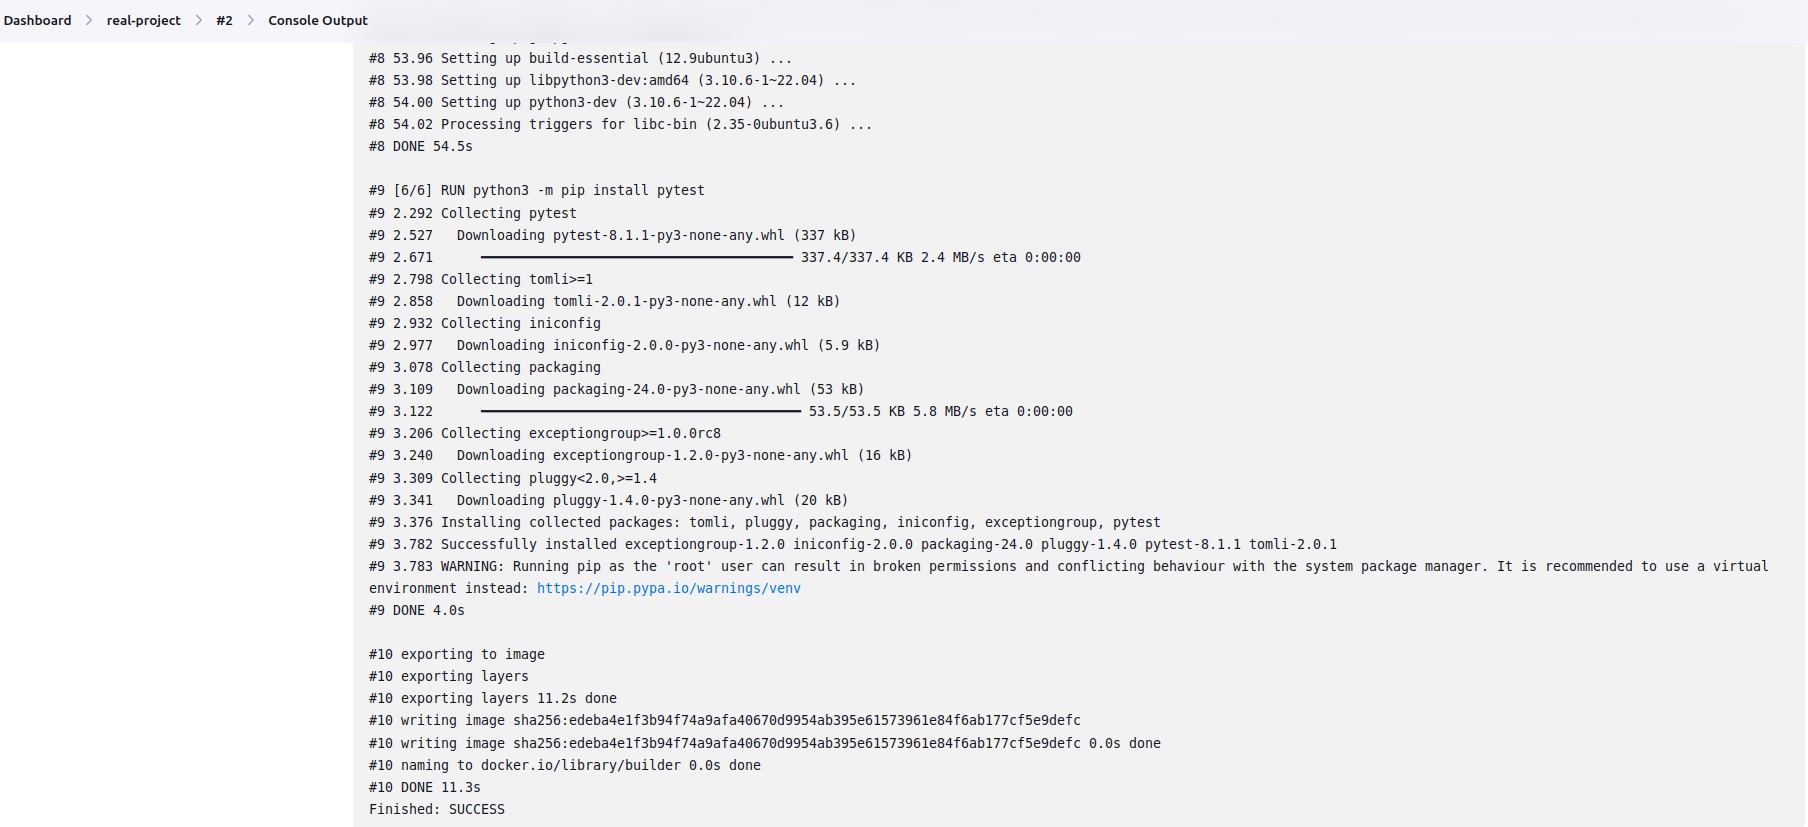 Dashboard > real-project > #2 > Console Output
#8 53.96 Setting up build-essential (12.9ubuntu3) ...
#8 53.98 Setting up libpython3-dev:amd64 (3.10.6-1~22.04) ...
#8 54.00 Setting up python3-dev (3.10.6-1~22.04) ...
#8 54.02 Processing triggers for libc-bin (2.35-0ubuntu3.6) ...
#8 DONE 54.5s
#9 [6/6] RUN python3 -m pip install pytest
#9 2.292 Collecting pytest
#9 2.527   Downloading pytest-8.1.1-py3-none-any.whl (337 kB)
#9 2.671      ━━━━━━━━━━━━━━━━━━━━━━━━━━━━━━━━━━━━━━━ 337.4/337.4 KB 2.4 MB/s eta 0:00:00
#9 2.798 Collecting tomli>=1
#9 2.858   Downloading tomli-2.0.1-py3-none-any.whl (12 kB)
#9 2.932 Collecting iniconfig
#9 2.977   Downloading iniconfig-2.0.0-py3-none-any.whl (5.9 kB)
#9 3.078 Collecting packaging
#9 3.109   Downloading packaging-24.0-py3-none-any.whl (53 kB)
#9 3.122      ━━━━━━━━━━━━━━━━━━━━━━━━━━━━━━━━━━━━━━━━ 53.5/53.5 KB 5.8 MB/s eta 0:00:00
#9 3.206 Collecting exceptiongroup>=1.0.0rc8
#9 3.240   Downloading exceptiongroup-1.2.0-py3-none-any.whl (16 kB)
#9 3.309 Collecting pluggy<2.0,>=1.4
#9 3.341   Downloading pluggy-1.4.0-py3-none-any.whl (20 kB)
#9 3.376 Installing collected packages: tomli, pluggy, packaging, iniconfig, exceptiongroup, pytest
#9 3.782 Successfully installed exceptiongroup-1.2.0 iniconfig-2.0.0 packaging-24.0 pluggy-1.4.0 pytest-8.1.1 tomli-2.0.1
#9 3.783 WARNING: Running pip as the 'root' user can result in broken permissions and conflicting behaviour with the system package manager. It is recommended to use a virtual
environment instead: https://pip.pypa.io/warnings/venv
#9 DONE 4.0s
#10 exporting to image
#10 exporting layers
#10 exporting layers 11.2s done
#10 writing image sha256:edeba4e1f3b94f74a9afa40670d9954ab395e61573961e84f6ab177cf5e9defc
#10 writing image sha256:edeba4e1f3b94f74a9afa40670d9954ab395e61573961e84f6ab177cf5e9defc 0.0s done
#10 naming to docker.io/library/builder 0.0s done
#10 DONE 11.3s
Finished: SUCCESS